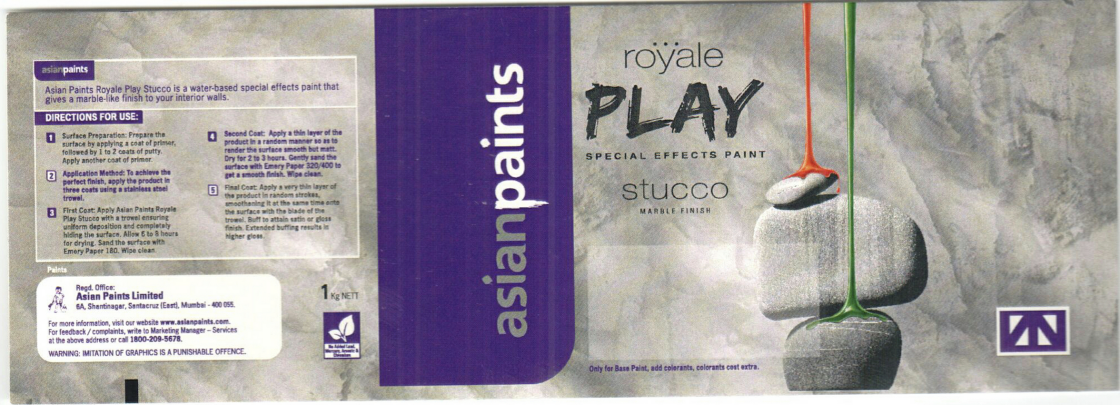 asianpaints
Asian Paints Royale Play Stucco is a water-based special effects paint that
gives a marble-like finish to your interior walls.
DIRECTIONS FOR USE:
1 Surface Preparation: Prepare the
surface by applying a coat of primer,
followed by 1 to 2 coats of putty.
Apply another coat of primer.
2 Application Method: To achieve the
perfect finish, apply the product in
three coats using a stainless steel
trowel.
3 First Coat: Apply Asian Paints Royale
Play Stucco with a trowel ensuring
uniform deposition and completely
hiding the surface. Allow 6 to 8 hours
for drying. Sand the surface with
Emery Paper 180. Wipe clean.
4 Second Coat: Apply a thin layer of the
product in a random manner so as to
render the surface smooth but matt.
Dry for 2 to 3 hours. Gently sand the
surface with Emery Paper 320/400 to
get a smooth finish. Wipe clean.
5 Final Coat: Apply a very thin layer of
the product in random strokes,
smoothening it at the same time onto
the surface with the blade of the
trowel. Buff to attain satin or gloss
finish. Extended buffing results in
higher gloss.
Paints
Regd. Office:
Asian Paints Limited
6A, Shantinagar, Santacruz (East), Mumbai - 400 055.
For more information, visit our website www.asianpaints.com.
For feedback / complaints, write to Marketing Manager – Services
at the above address or call 1800-209-5678.
WARNING: IMITATION OF GRAPHICS IS A PUNISHABLE OFFENCE.
1 Kg NETT
No Added Lead,
Mercury, Arsenic &
Chromium
asianpaints
royale
PLAY
SPECIAL EFFECTS PAINT
stucco
MARBLE FINISH
Only for Base Paint, add colorants, colorants cost extra.